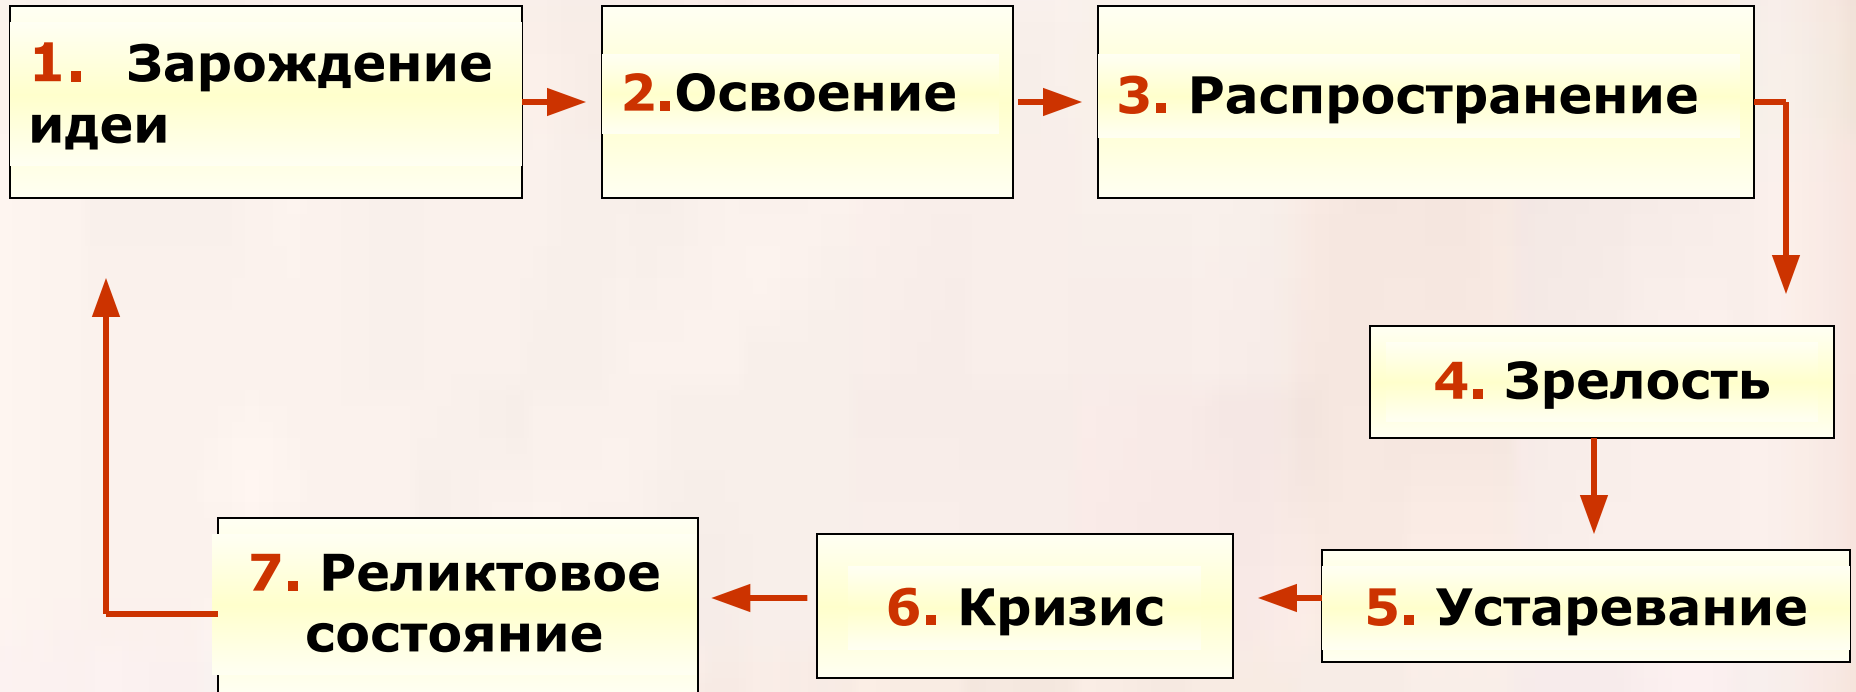 1. Зарождение
идеи
2.Освоение
3. Распространение
4. Зрелость
5. Устаревание
6. Кризис
7. Реликтовое
состояние